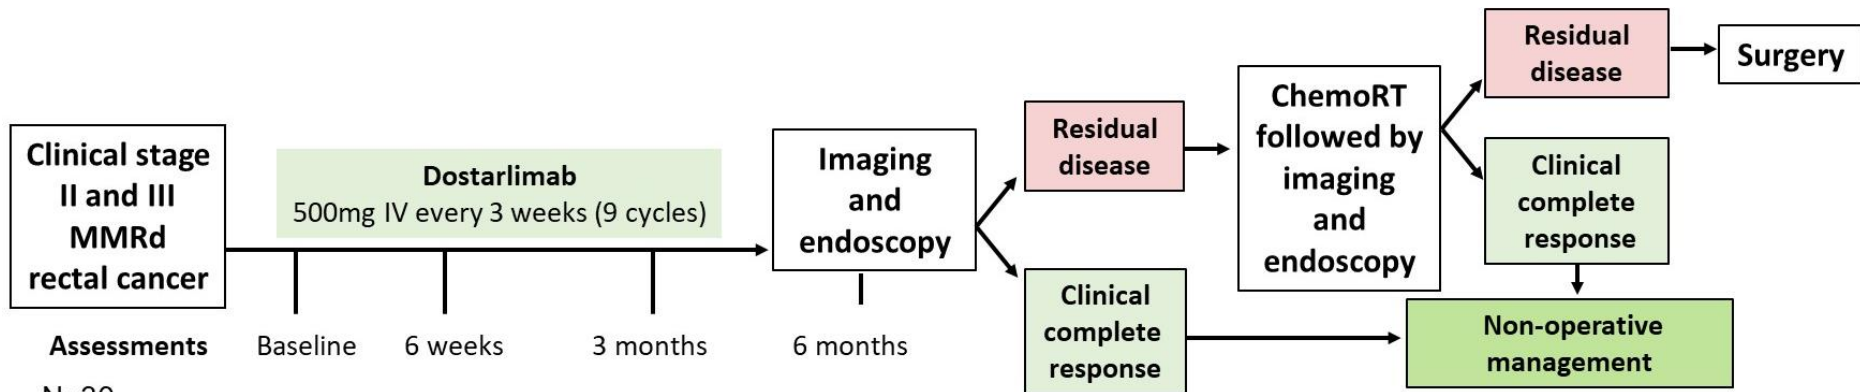 Clinical stage
II and III
MMRd
rectal cancer
Dostarlimab
500mg IV every 3 weeks (9 cycles)
Imaging
and
endoscopy
Residual
disease
Clinical
complete
response
ChemoRT
followed by
imaging
and
endoscopy
Residual
disease
Surgery
Clinical
complete
response
Non-operative
management
Assessments
Baseline
6 weeks
3 months
6 months